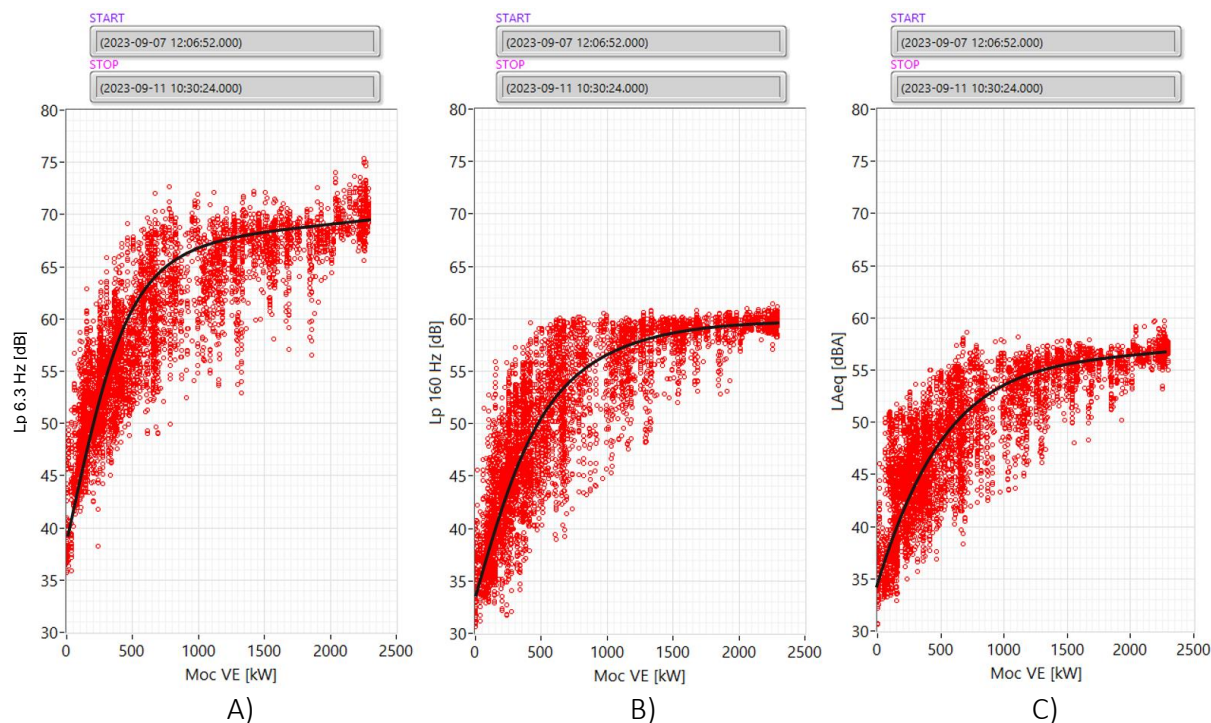 START
(2023-09-07 12:06:52.000)
STOP
(2023-09-11 10:30:24.000)
80
75
70
65
60
55
50
45
40
35
30
Lp 6.3 Hz [dB]
0 500 1000 1500 2000 2500
Moc VE [kW]
A)
START
(2023-09-07 12:06:52.000)
STOP
(2023-09-11 10:30:24.000)
80
75
70
65
60
55
50
45
40
35
30
Lp 160 Hz [dB]
0 500 1000 1500 2000 2500
Moc VE [kW]
B)
START
(2023-09-07 12:06:52.000)
STOP
(2023-09-11 10:30:24.000)
80
75
70
65
60
55
50
45
40
35
30
LAeq [dBA]
0 500 1000 1500 2000 2500
Moc VE [kW]
C)